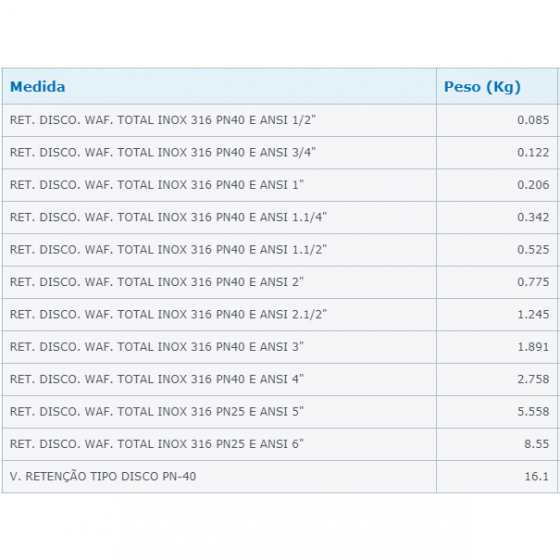 Medida Peso (Kg)
RET. DISCO. WAF. TOTAL INOX 316 PN40 E ANSI 1/2" 0.085
RET. DISCO. WAF. TOTAL INOX 316 PN40 E ANSI 3/4" 0.122
RET. DISCO. WAF. TOTAL INOX 316 PN40 E ANSI 1" 0.206
RET. DISCO. WAF. TOTAL INOX 316 PN40 E ANSI 1.1/4" 0.342
RET. DISCO. WAF. TOTAL INOX 316 PN40 E ANSI 1.1/2" 0.525
RET. DISCO. WAF. TOTAL INOX 316 PN40 E ANSI 2" 0.775
RET. DISCO. WAF. TOTAL INOX 316 PN40 E ANSI 2.1/2" 1.245
RET. DISCO. WAF. TOTAL INOX 316 PN40 E ANSI 3" 1.891
RET. DISCO. WAF. TOTAL INOX 316 PN40 E ANSI 4" 2.758
RET. DISCO. WAF. TOTAL INOX 316 PN25 E ANSI 5" 5.558
RET. DISCO. WAF. TOTAL INOX 316 PN25 E ANSI 6" 8.55
V. RETENÇÃO TIPO DISCO PN-40 16.1